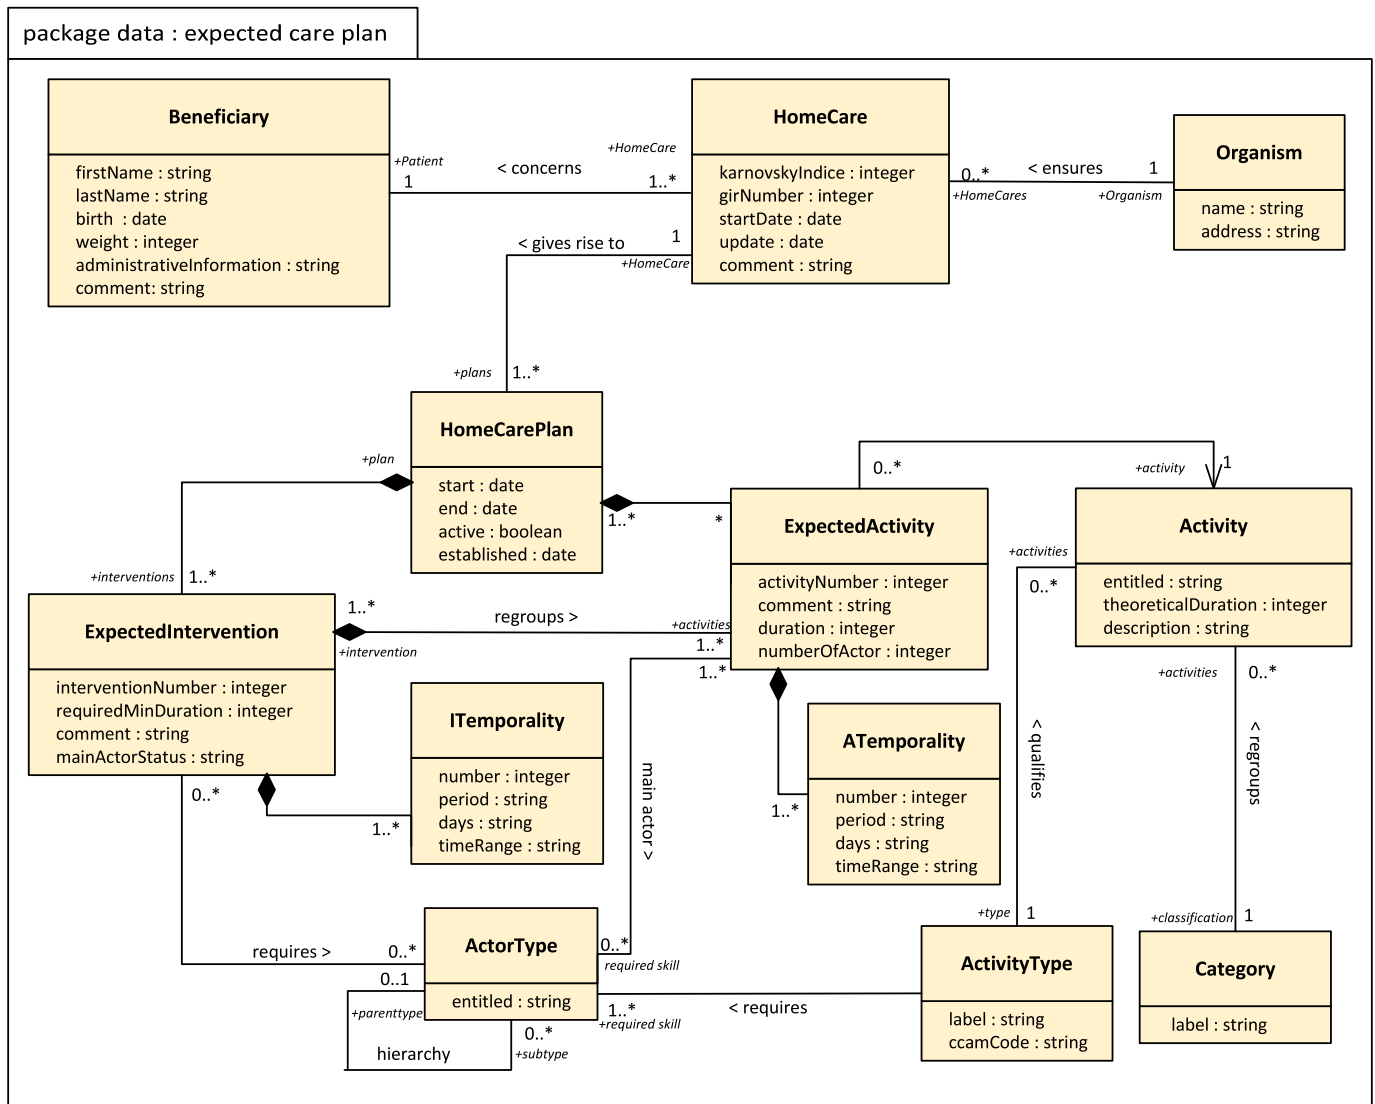 package data : expected care plan
Beneficiary
firstName : string
lastName : string
birth : date
weight : integer
administrativeInformation : string
comment: string
+Patient
1
< concerns
+HomeCare
1..*
HomeCare
karnovskyIndice : integer
girNumber : integer
startDate : date
update : date
comment : string
0..*
+HomeCares
< ensures
1
+Organism
Organism
name : string
address : string
< gives rise to
1
+HomeCare
+plans
1..*
HomeCarePlan
start : date
end : date
active : boolean
established : date
+plan
+interventions
1..*
1..*
*
0..*
+activity
1
ExpectedActivity
activityNumber : integer
comment : string
duration : integer
numberOfActor : integer
Activity
entitled : string
theoreticalDuration : integer
description : string
ExpectedIntervention
interventionNumber : integer
requiredMinDuration : integer
comment : string
mainActorStatus : string
1..*
+intervention
regroups >
+activities
1..*
1..*
+activities
0..*
+activities
0..*
ITemporality
number : integer
period : string
days : string
timeRange : string
0..*
1..*
main actor >
ATemporality
number : integer
period : string
days : string
timeRange : string
1..*
< qualifies
< regroups
+type
1
+classification
1
ActorType
entitled : string
requires >
0..*
0..1
+parenttype
hierarchy
0..*
+subtype
0..*
required skill
1..*
+required skill
< requires
ActivityType
label : string
ccamCode : string
Category
label : string